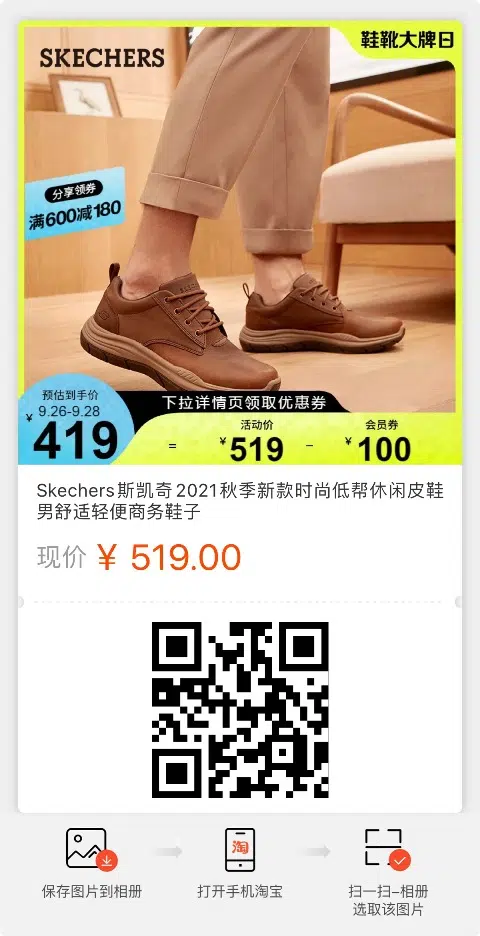 SKECHERS
鞋靴大牌日
分享领券
满600减180
预估到手价
9.26-9.28
¥419
下拉详情页领取优惠券
=
活动价
¥519
-
会员券
¥100
Skechers斯凯奇2021秋季新款时尚低帮休闲皮鞋
男舒适轻便商务鞋子
现价 ¥ 519.00
淘
保存图片到相册
打开手机淘宝
扫一扫-相册
选取该图片